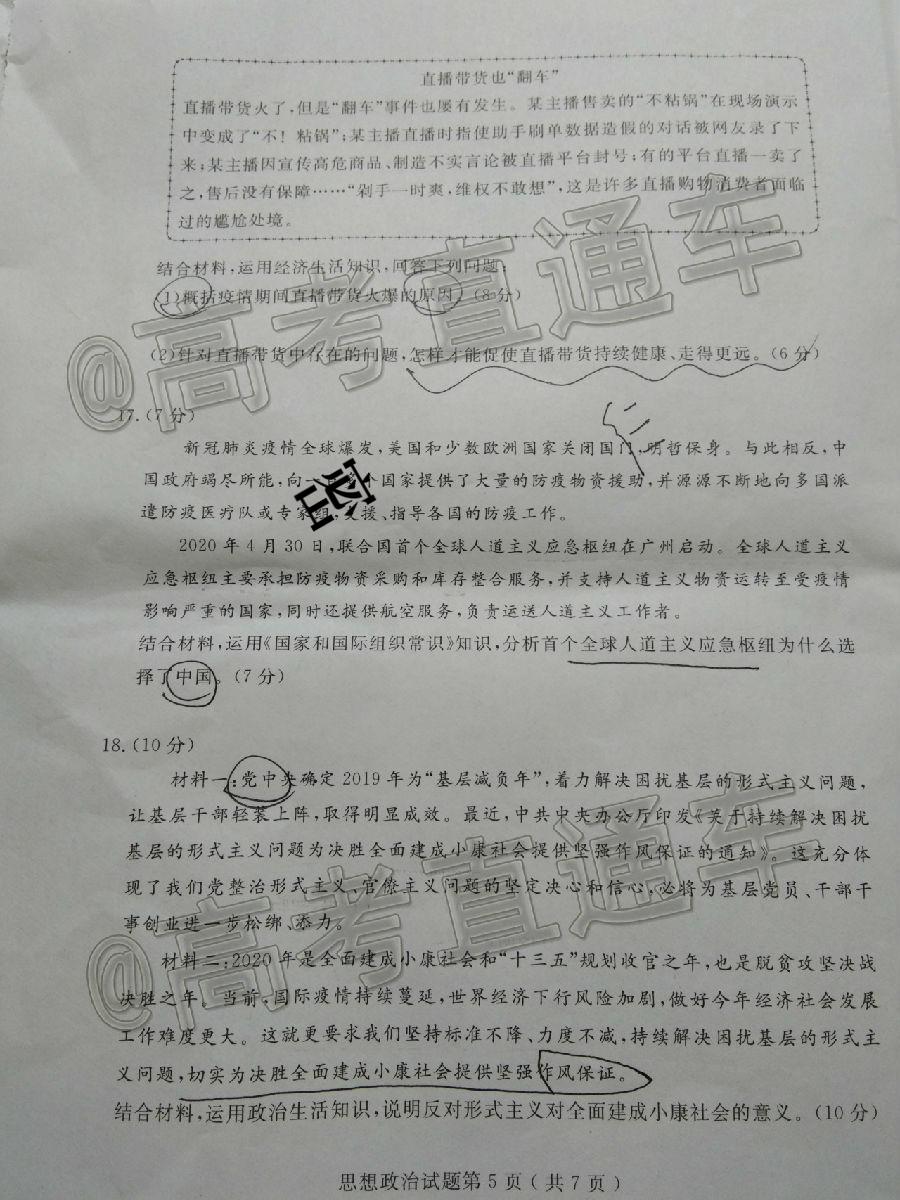 直播带货也“翻车”
直播带货火了,但是“翻车”事件也屡有发生。某主播售卖的“不粘锅”在现场演示
中变成了“不！粘锅”;某主播直播时指使助手刷单数据造假的对话被网友录了下
来;某主播因宣传高危商品、制造不实言论被直播平台封号;有的平台直播一卖了
之,售后没有保障……“剁手一时爽,维权不敢想”,这是许多直播购物消费者面临
过的尴尬处境。
结合材料,运用经济生活知识,回答下列问题:
(1)概括疫情期间直播带货火爆的原因。(8分)
(2)针对直播带货中存在的问题,怎样才能促使直播带货持续健康、走得更远。(6分)
17.(7分)
新冠肺炎疫情全球爆发,美国和少数欧洲国家关闭国门,明哲保身。与此相反,中
国政府竭尽所能,向一百多个国家提供了大量的防疫物资援助,并源源不断地向多国派
遣防疫医疗队或专家组,支援、指导各国的防疫工作。
密
2020年4月30日,联合国首个全球人道主义应急枢纽在广州启动。全球人道主义
应急枢纽主要承担防疫物资采购和库存整合服务,并支持人道主义物资运转至受疫情
影响严重的国家,同时还提供航空服务,负责运送人道主义工作者。
结合材料,运用《国家和国际组织常识》知识,分析首个全球人道主义应急枢纽为什么选
择了中国。(7分)
18.(10分)
材料一:党中央确定2019年为“基层减负年”,着力解决困扰基层的形式主义问题,
让基层干部轻装上阵,取得明显成效。最近,中共中央办公厅印发《关于持续解决困扰
基层的形式主义问题为决胜全面建成小康社会提供坚强作风保证的通知》。这充分体
现了我们党整治形式主义、官僚主义问题的坚定决心和信心,必将为基层党员、干部干
事创业进一步松绑、添力。
材料二:2020年是全面建成小康社会和“十三五”规划收官之年,也是脱贫攻坚决战
决胜之年。当前,国际疫情持续蔓延,世界经济下行风险加剧,做好今年经济社会发展
工作难度更大。这就更要求我们坚持标准不降、力度不减,持续解决困扰基层的形式主
义问题,切实为决胜全面建成小康社会提供坚强作风保证。
结合材料,运用政治生活知识,说明反对形式主义对全面建成小康社会的意义。(10分)
思想政治试题第5页(共7页)
@高考直通车
@高考直通车